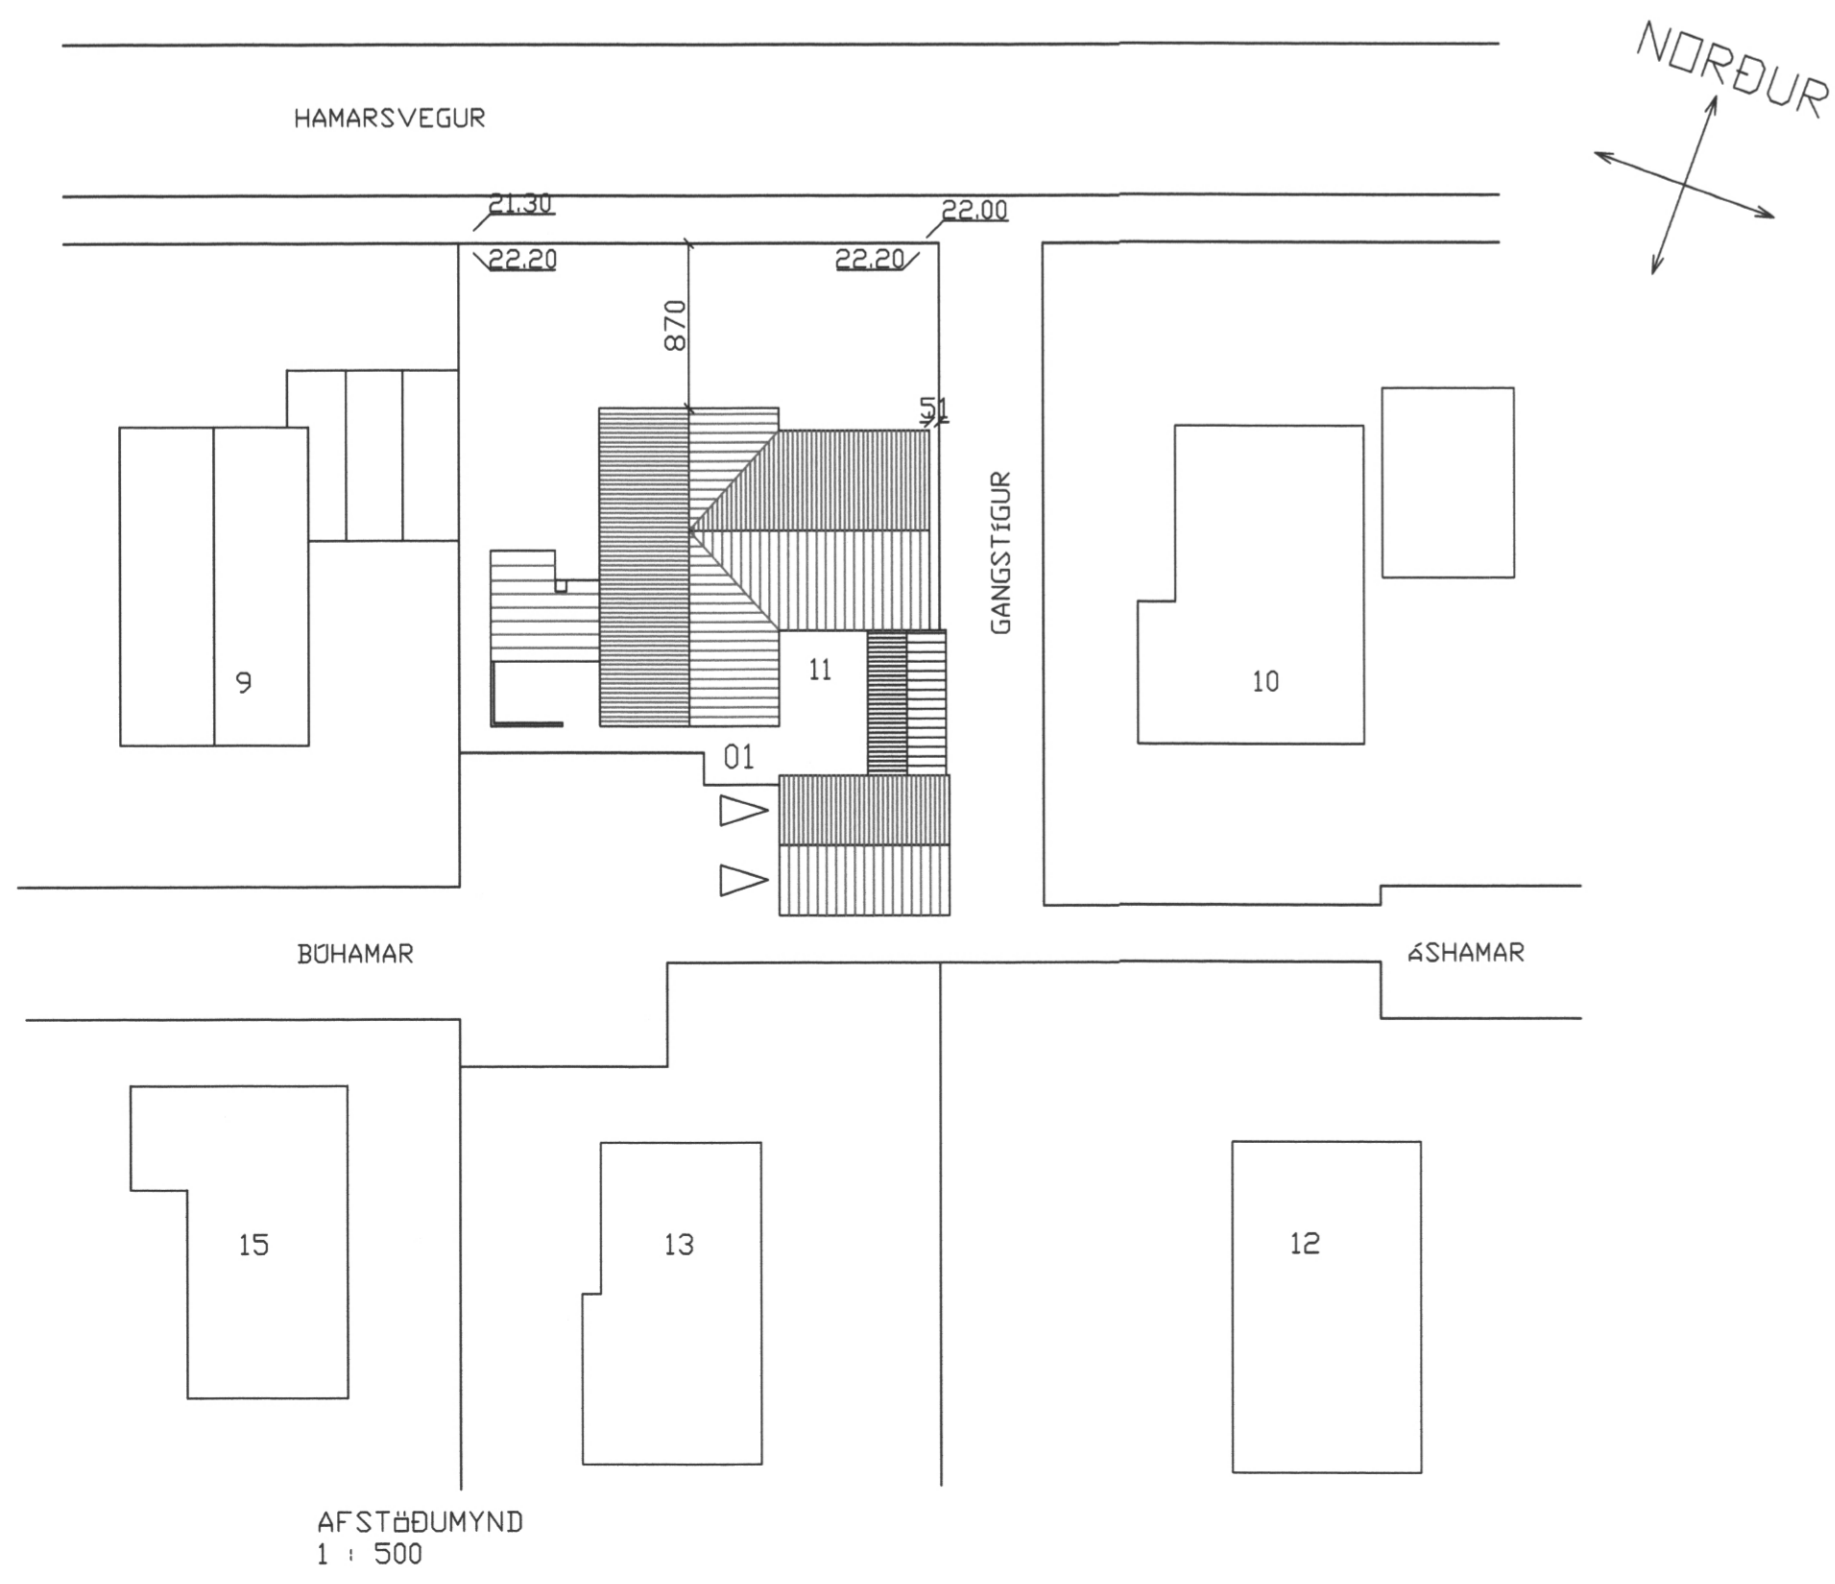 NORÐUR
HAMARSVEGUR
21.30
22.00
22.20
22.20
870
51
GANGSTÍGUR
9
11
10
01
BÚHAMAR
ÁSHAMAR
15
13
12
AFSTÖÐUMYND
1 : 500